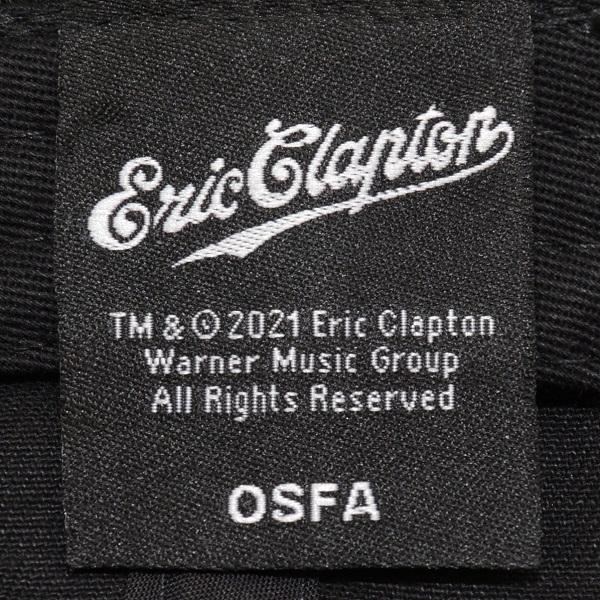 Eric Clapton
TM & © 2021 Eric Clapton
Warner Music Group
All Rights Reserved
OSFA